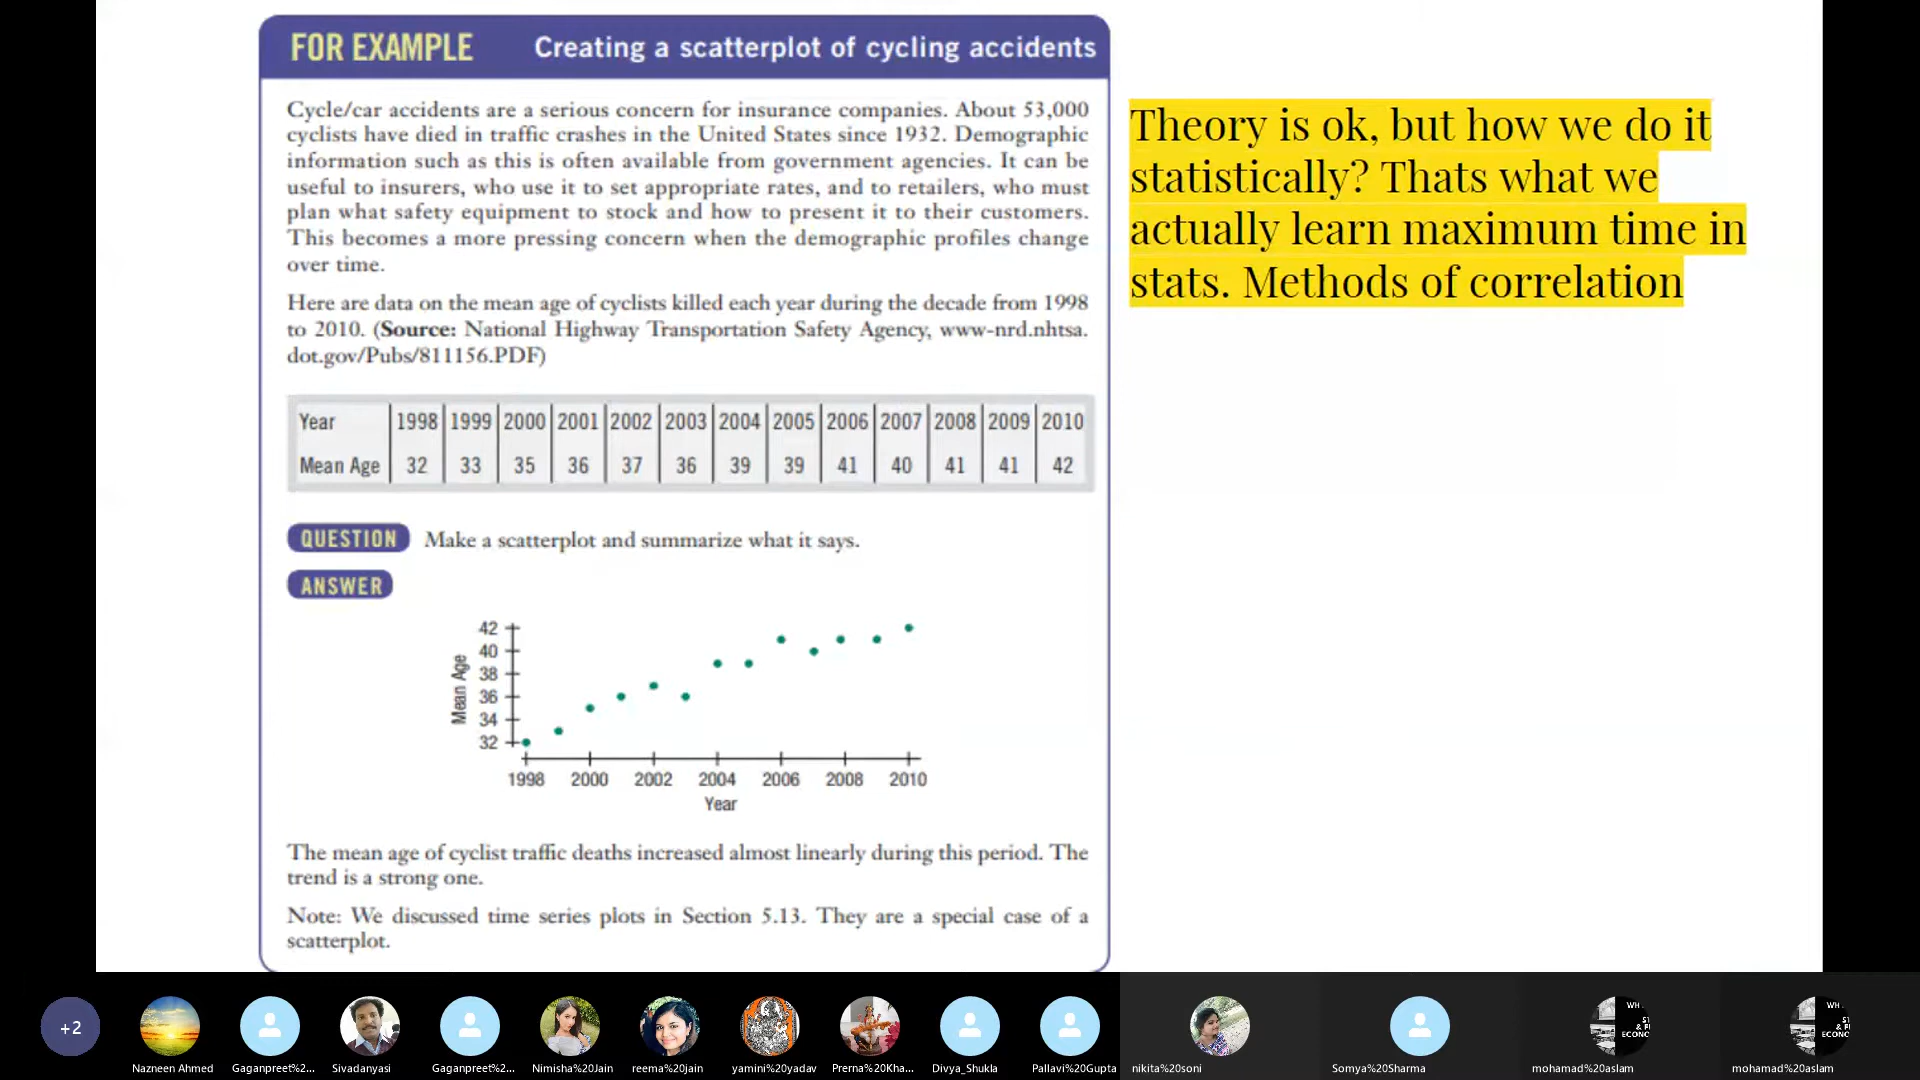 FOR EXAMPLE Creating a scatterplot of cycling accidents
Cycle/car accidents are a serious concern for insurance companies. About 53,000
cyclists have died in traffic crashes in the United States since 1932. Demographic
information such as this is often available from government agencies. It can be
useful to insurers, who use it to set appropriate rates, and to retailers, who must
plan what safety equipment to stock and how to present it to their customers.
This becomes a more pressing concern when the demographic profiles change
over time.
Here are data on the mean age of cyclists killed each year during the decade from 1998
to 2010. (Source: National Highway Transportation Safety Agency, www-nrd.nhtsa.
dot.gov/Pubs/811156.PDF)
Year 1998 1999 2000 2001 2002 2003 2004 2005 2006 2007 2008 2009 2010
Mean Age 32 33 35 36 37 36 39 39 41 40 41 41 42
QUESTION Make a scatterplot and summarize what it says.
ANSWER
42
40
38
36
34
32
Mean Age
1998 2000 2002 2004 2006 2008 2010
Year
The mean age of cyclist traffic deaths increased almost linearly during this period. The
trend is a strong one.
Note: We discussed time series plots in Section 5.13. They are a special case of a
scatterplot.
Theory is ok, but how we do it
statistically? Thats what we
actually learn maximum time in
stats. Methods of correlation
+2
WH
ECONO
WH
ECONO
Nazneen Ahmed Gaganpreet%2... Sivadanyasi Gaganpreet%2... Nimisha%20Jain reema%20jain yamini%20yadav Prerna%20Kha... Divya_Shukla Pallavi%20Gupta nikita%20soni Somya%20Sharma mohamad%20aslam mohamad%20aslam